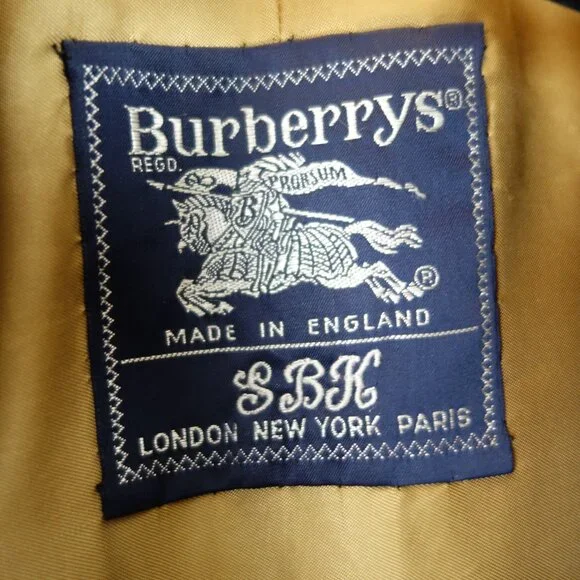 Burberrys®
REGD.
PRORSUM
B
B
®
MADE IN ENGLAND
SBK
LONDON NEW YORK PARIS